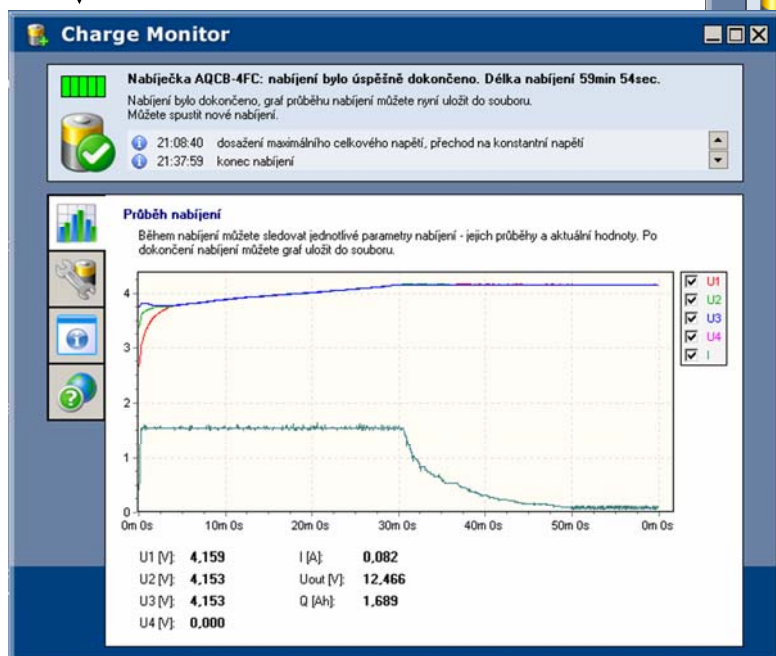 Charge Monitor
Nabíječka AQCB-4FC: nabíjení bylo úspěšně dokončeno. Délka nabíjení 59min 54sec.
Nabíjení bylo dokončeno, graf průběhu nabíjení můžete nyní uložit do souboru.
Můžete spustit nové nabíjení.
21:08:40 dosažení maximálního celkového napětí, přechod na konstantní napětí
21:37:59 konec nabíjení
Průběh nabíjení
Během nabíjení můžete sledovat jednotlivé parametry nabíjení - jejich průběhy a aktuální hodnoty. Po
dokončení nabíjení můžete graf uložit do souboru.
U1
U2
U3
U4
I
4
3
2
1
0
0m 0s 10m 0s 20m 0s 30m 0s 40m 0s 50m 0s 0m 0s
U1 [V]: 4,159 I [A]: 0,082
U2 [V]: 4,153 Uout [V]: 12,466
U3 [V]: 4,153 Q [Ah]: 1,689
U4 [V]: 0,000